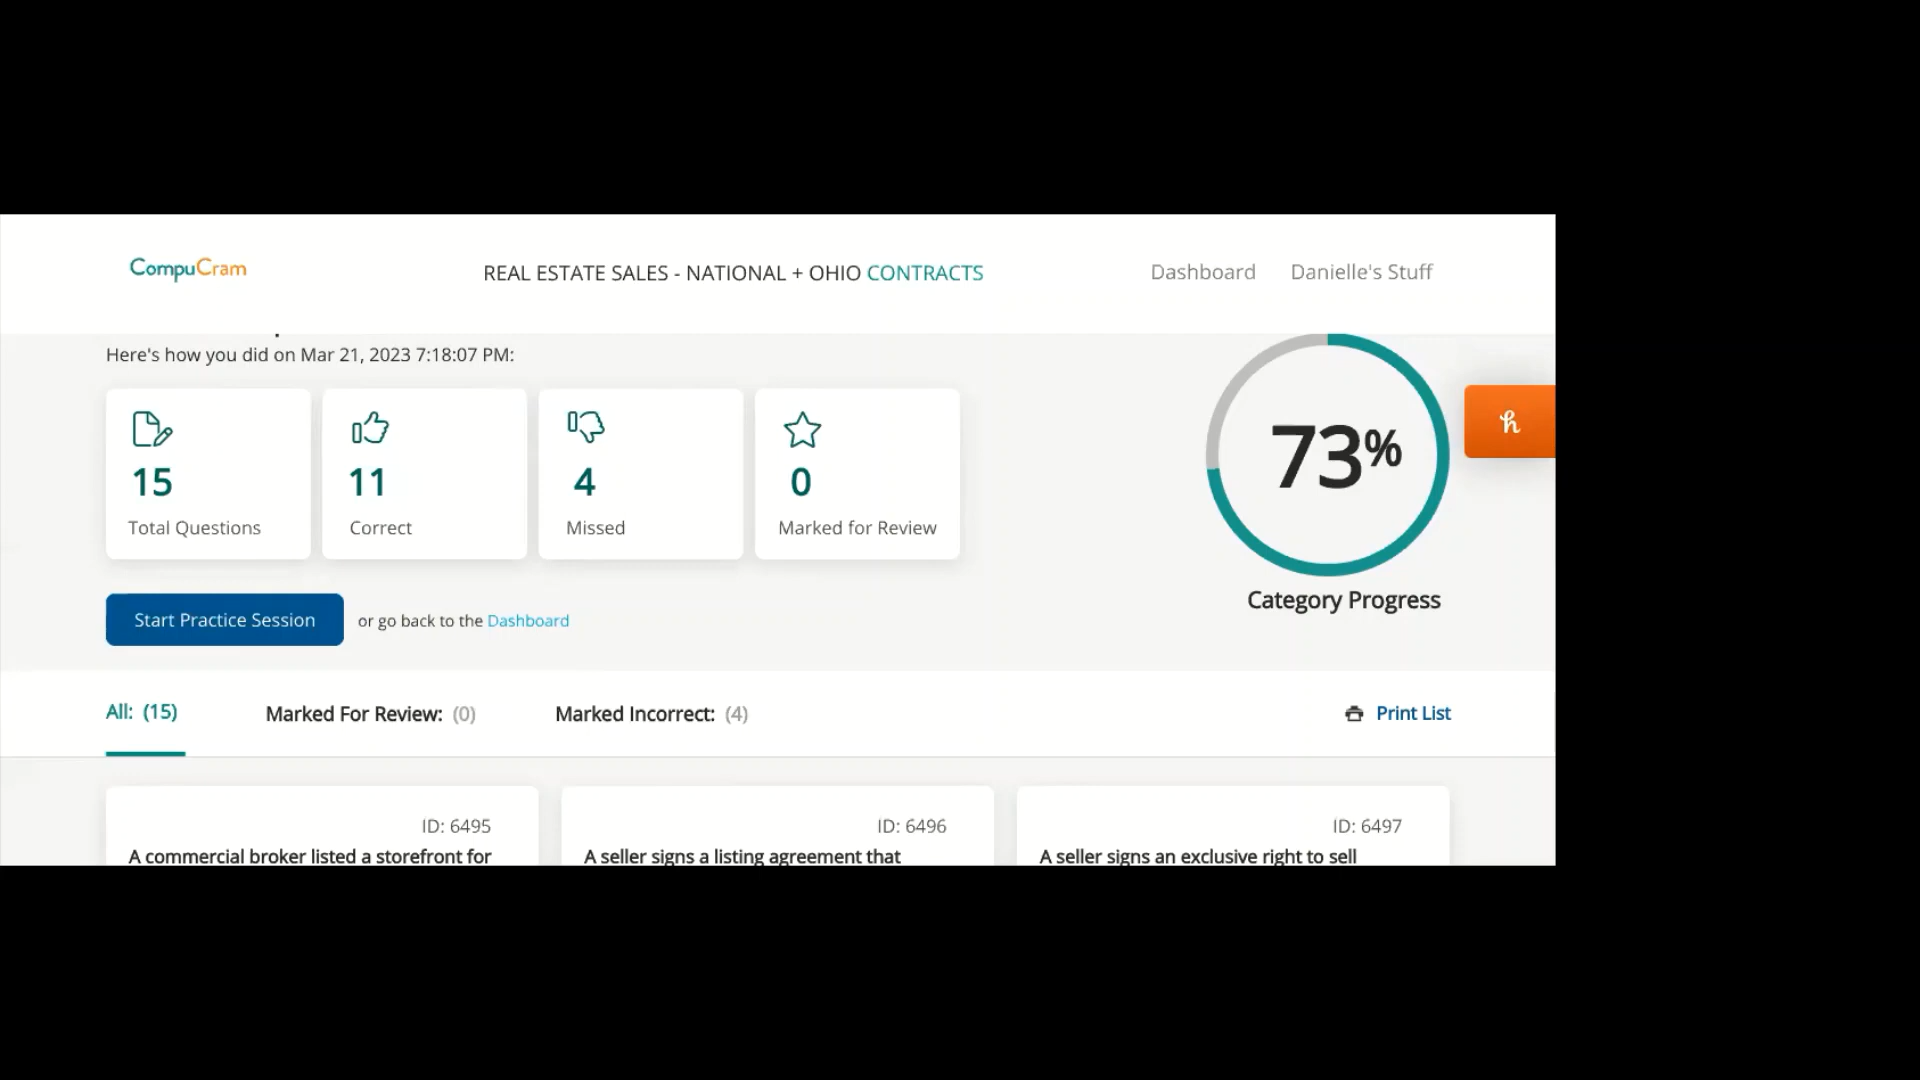 CompuCram
REAL ESTATE SALES - NATIONAL + OHIO CONTRACTS
Dashboard
Danielle's Stuff
Here's how you did on Mar 21, 2023 7:18:07 PM:
15
Total Questions
11
Correct
4
Missed
0
Marked for Review
73%
Category Progress
h
Start Practice Session
or go back to the Dashboard
All: (15)
Marked For Review: (0)
Marked Incorrect: (4)
Print List
ID: 6495
A commercial broker listed a storefront for
ID: 6496
A seller signs a listing agreement that
ID: 6497
A seller signs an exclusive right to sell